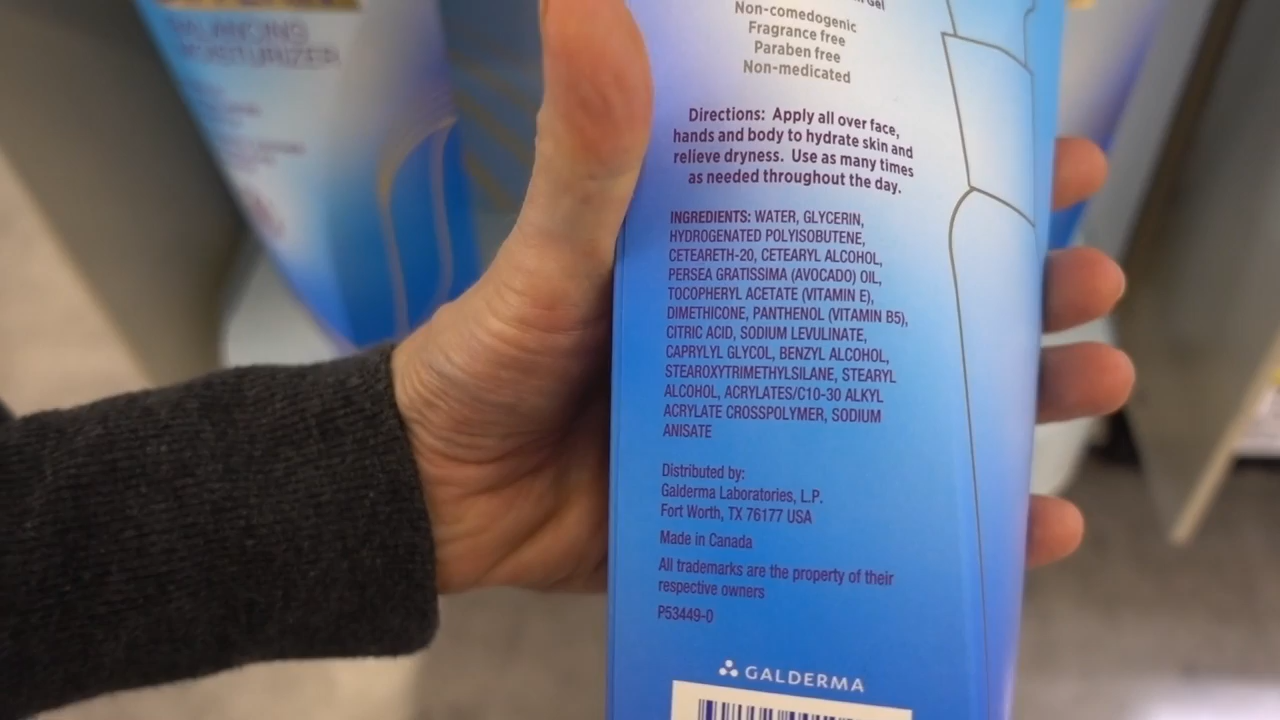 BALANCING
MOISTURIZER
Gel
Non-comedogenic
Fragrance free
Paraben free
Non-medicated
Directions: Apply all over face,
hands and body to hydrate skin and
relieve dryness. Use as many times
as needed throughout the day.
INGREDIENTS: WATER, GLYCERIN,
HYDROGENATED POLYISOBUTENE,
CETEARETH-20, CETEARYL ALCOHOL,
PERSEA GRATISSIMA (AVOCADO) OIL,
TOCOPHERYL ACETATE (VITAMIN E),
DIMETHICONE, PANTHENOL (VITAMIN B5),
CITRIC ACID, SODIUM LEVULINATE,
CAPRYLYL GLYCOL, BENZYL ALCOHOL,
STEAROXYTRIMETHYLSILANE, STEARYL
ALCOHOL, ACRYLATES/C10-30 ALKYL
ACRYLATE CROSSPOLYMER, SODIUM
ANISATE
Distributed by:
Galderma Laboratories, L.P.
Fort Worth, TX 76177 USA
Made in Canada
All trademarks are the property of their
respective owners
P53449-0
GALDERMA